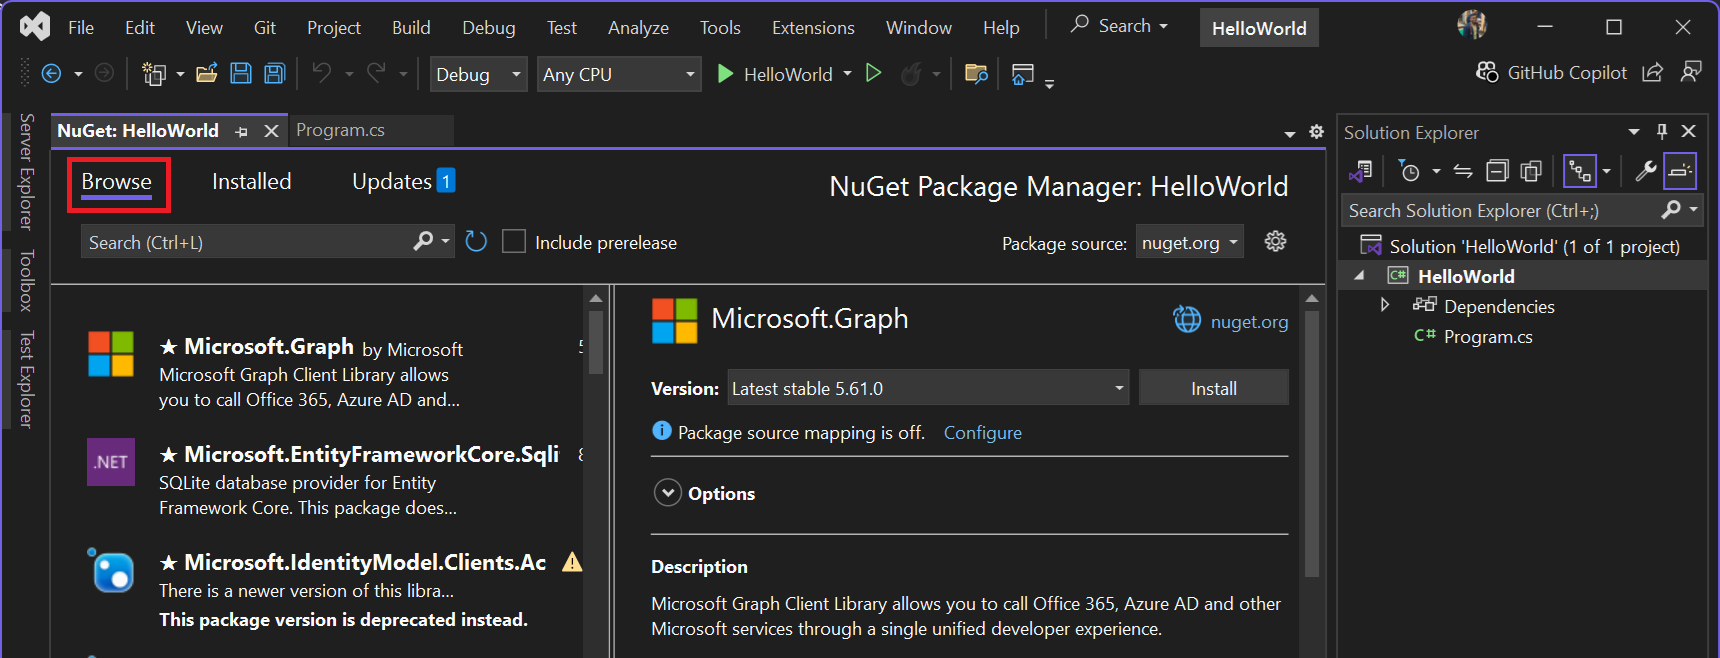 File Edit View Git Project Build Debug Test Analyze Tools Extensions Window Help Search HelloWorld
Debug Any CPU HelloWorld GitHub Copilot
Server Explorer
Toolbox
Test Explorer
NuGet: HelloWorld Program.cs
Browse Installed Updates 1
NuGet Package Manager: HelloWorld
Search (Ctrl+L) Include prerelease Package source: nuget.org
Microsoft.Graph by Microsoft 5
Microsoft Graph Client Library allows
you to call Office 365, Azure AD and...
.NET
Microsoft.EntityFrameworkCore.Sqli 8
SQLite database provider for Entity
Framework Core. This package does...
Microsoft.IdentityModel.Clients.Ac
There is a newer version of this libra...
This package version is deprecated instead.
Microsoft.Graph nuget.org
Version: Latest stable 5.61.0 Install
Package source mapping is off. Configure
Options
Description
Microsoft Graph Client Library allows you to call Office 365, Azure AD and other
Microsoft services through a single unified developer experience.
Solution Explorer
Search Solution Explorer (Ctrl+;)
Solution 'HelloWorld' (1 of 1 project)
C# HelloWorld
Dependencies
C# Program.cs